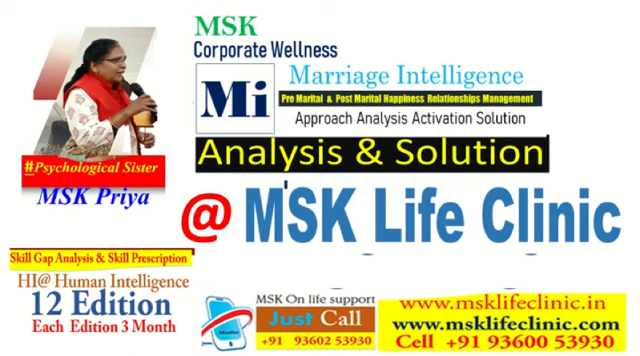 MSK
Corporate Wellness
Mi
Marriage Intelligence
Pre Marital & Post Marital Happiness Relationships Management
Approach Analysis Activation Solution
Analysis & Solution
#Psychological Sister
MSK Priya
@ MSK Life Clinic
Skill Gap Analysis & Skill Prescription
HI@ Human Intelligence
12 Edition
Each Edition 3 Month
MSK On life support
Just Call
+91 93602 53930
www.msklifeclinic.in
www.msklifeclinic.com
Cell +91 93600 53930